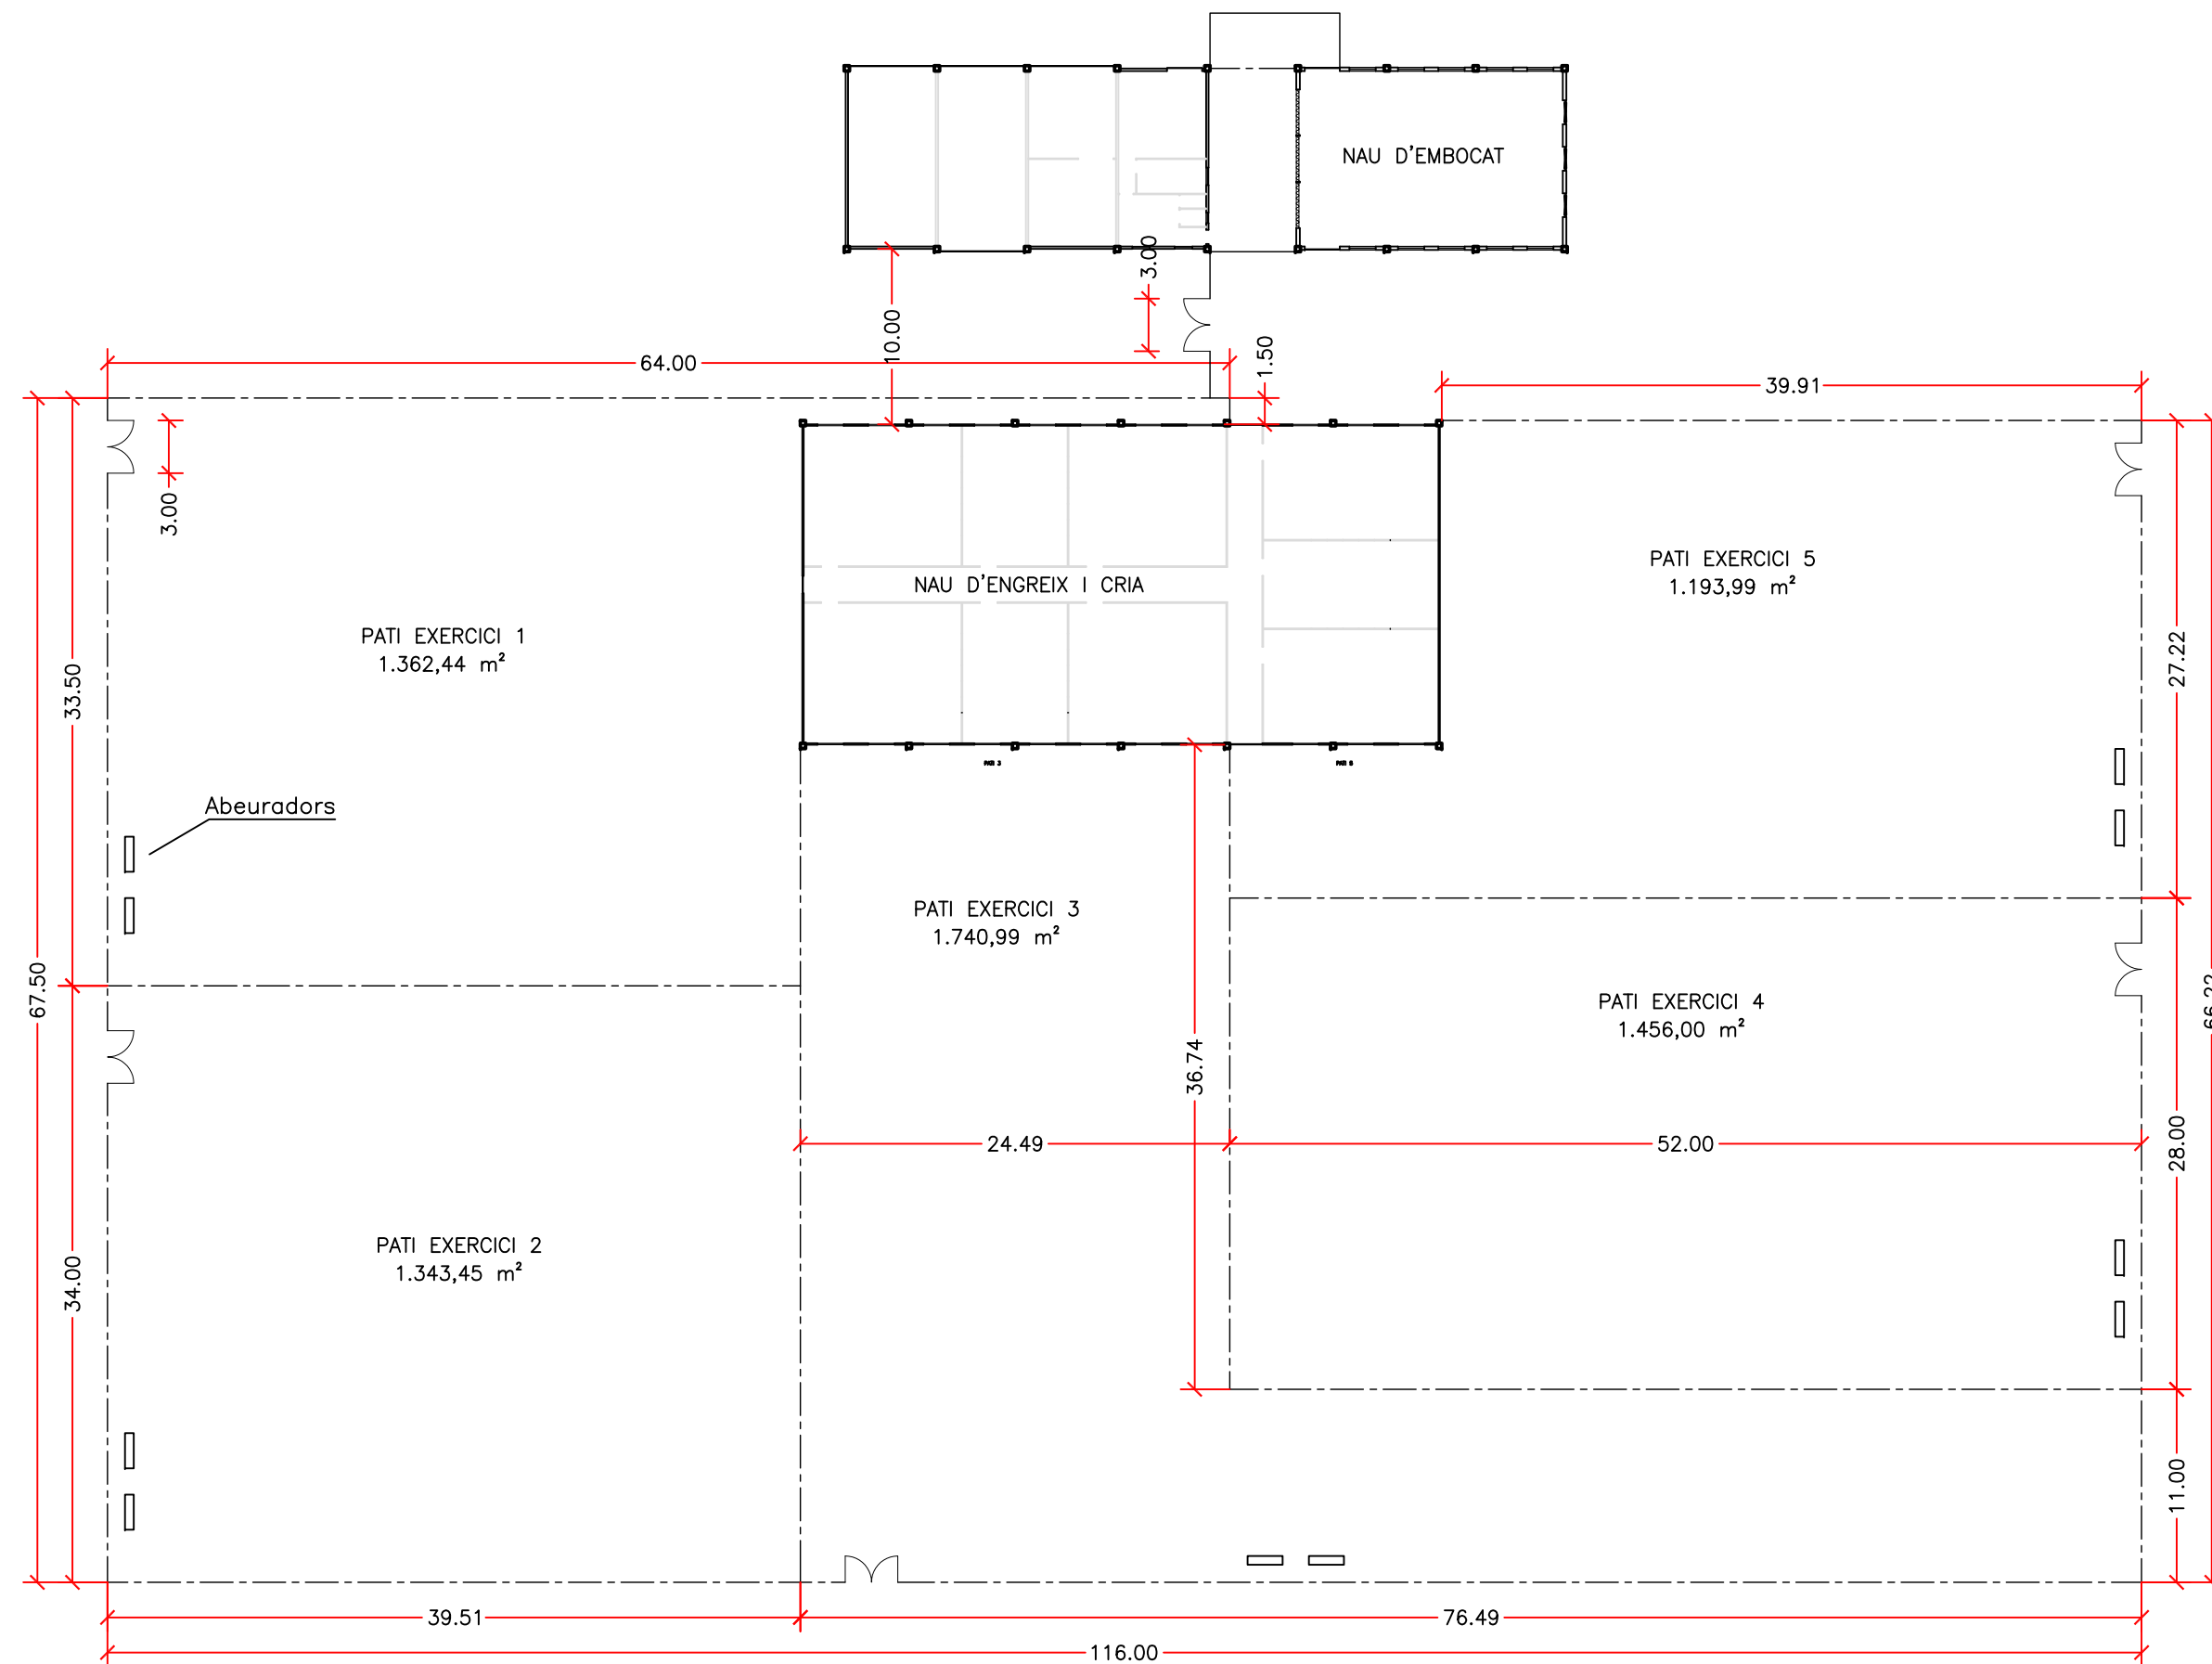 NAU D'EMBOCAT
3.00
10.00
64.00
1.50
39.91
3.00
PATI EXERCICI 5
1.193,99 m²
NAU D'ENGREIX I CRIA
PATI EXERCICI 1
1.362,44 m²
33.50
27.22
PATI 3
Abeuradors
PATI EXERCICI 3
1.740,99 m²
67.50
66.22
PATI EXERCICI 4
1.456,00 m²
36.74
24.49
52.00
28.00
PATI EXERCICI 2
1.343,45 m²
34.00
11.00
39.51
76.49
116.00